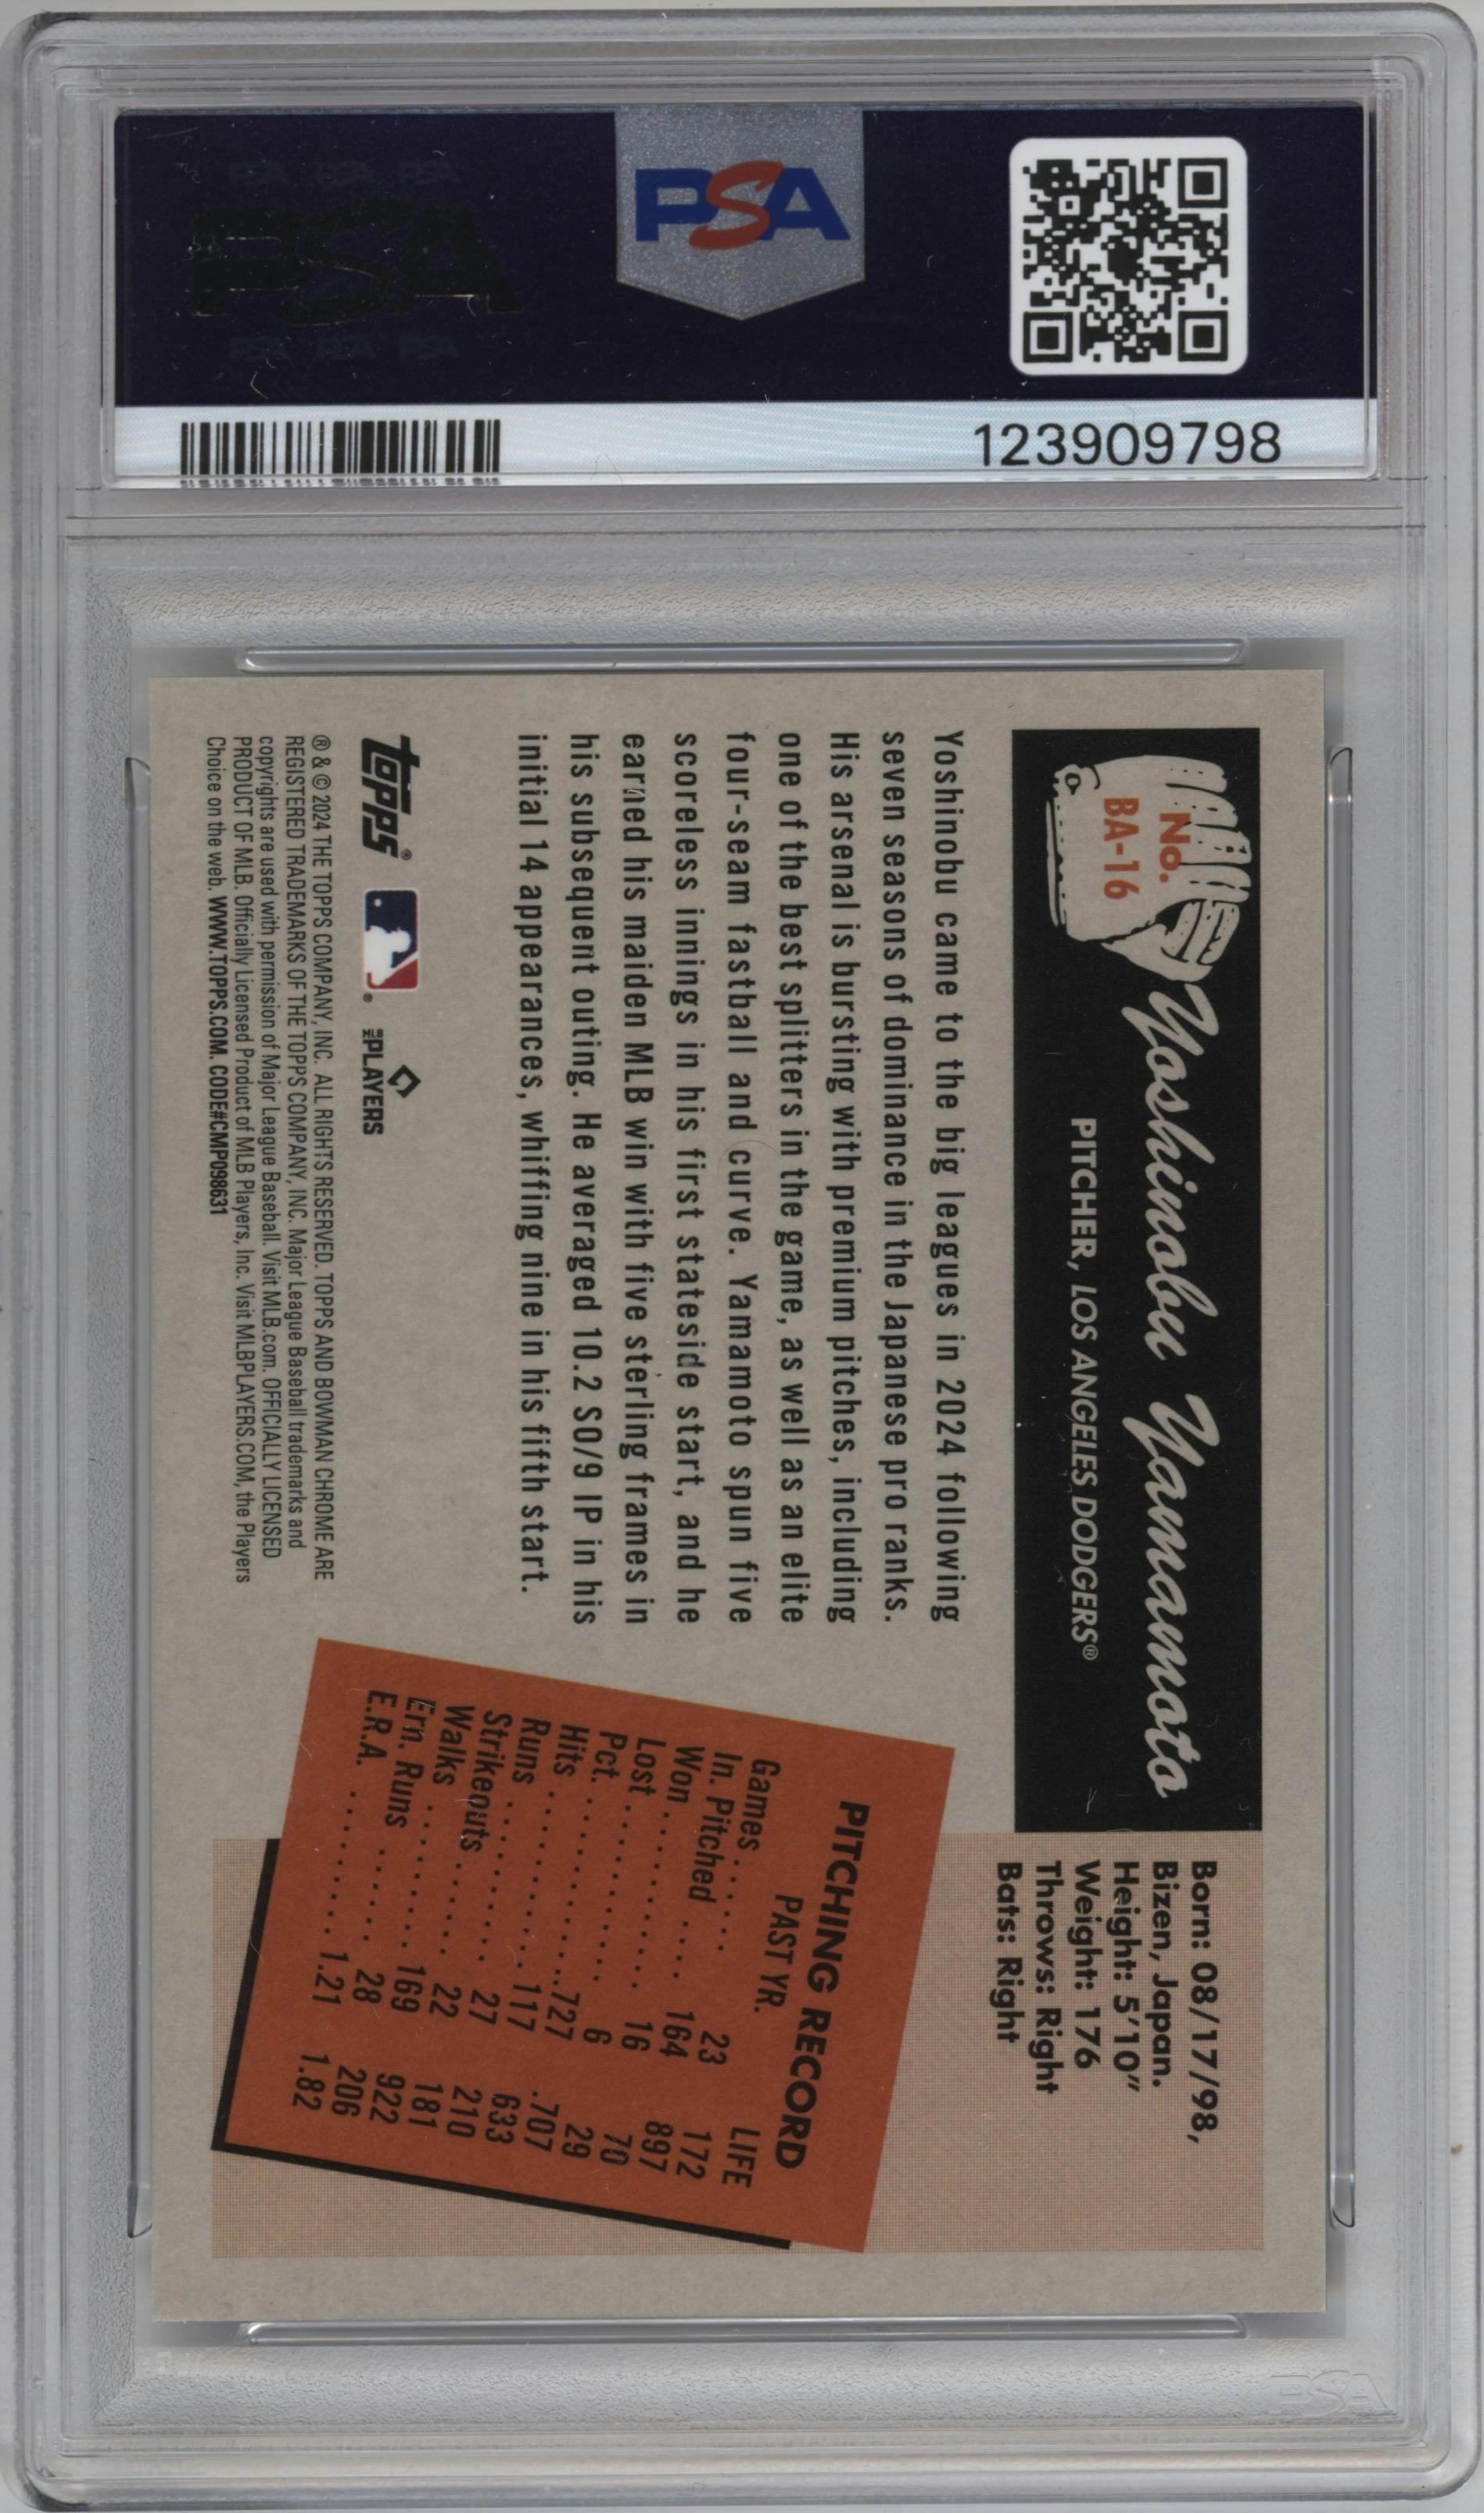 PSA PSA PSA
PSA
PSA PSA PSA
PSA
123909798
No.
BA-16
Yoshinobu Yamamoto
PITCHER, LOS ANGELES DODGERS®
Born: 08/17/98,
Bizen, Japan.
Height: 5'10"
Weight: 176
Throws: Right
Bats: Right
Yoshinobu came to the big leagues in 2024 following
seven seasons of dominance in the Japanese pro ranks.
His arsenal is bursting with premium pitches, including
one of the best splitters in the game, as well as an elite
four-seam fastball and curve. Yamamoto spun five
scoreless innings in his first stateside start, and he
earned his maiden MLB win with five sterling frames in
his subsequent outing. He averaged 10.2 SO/9 IP in his
initial 14 appearances, whiffing nine in his fifth start.
PITCHING RECORD
PAST YR. LIFE
Games ...... 23 172
In. Pitched .... 164 897
Won ........... 16 70
Lost ........... 6 29
Pct. ............ .727 .707
Hits ............ 117 633
Runs ........... 27 210
Strikeouts ...... 169 922
Walks ......... 22 181
Ern. Runs ...... 28 206
E.R.A. .......... 1.21 1.82
topps® ® MLB PLAYERS
® & © 2024 THE TOPPS COMPANY, INC. ALL RIGHTS RESERVED. TOPPS AND BOWMAN CHROME ARE
REGISTERED TRADEMARKS OF THE TOPPS COMPANY, INC. Major League Baseball trademarks and
copyrights are used with permission of Major League Baseball. Visit MLB.com. OFFICIALLY LICENSED
PRODUCT OF MLB. Officially Licensed Product of MLB Players, Inc. Visit MLBPLAYERS.COM, the Players
Choice on the web. WWW.TOPPS.COM. CODE#CMP098631
PSA